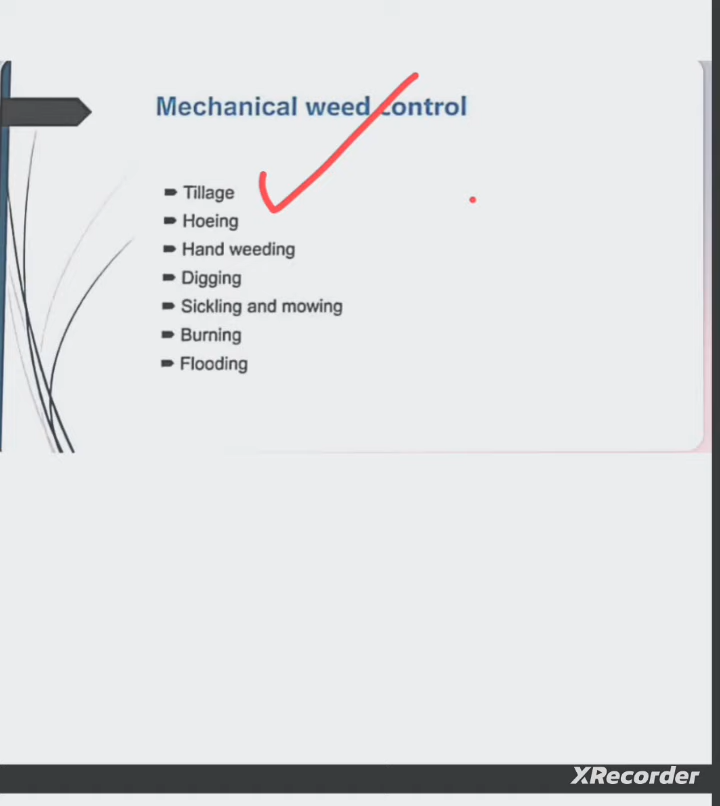 Mechanical weed control
Tillage
Hoeing
Hand weeding
Digging
Sickling and mowing
Burning
Flooding
XRecorder